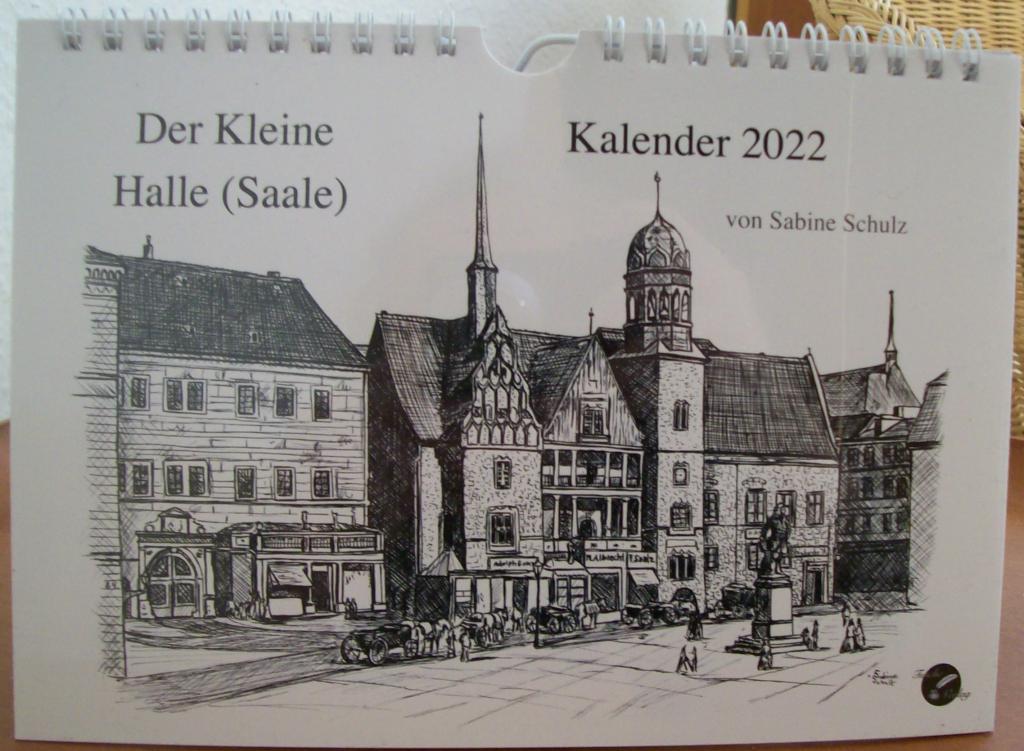 Der Kleine
Halle (Saale)
Kalender 2022
von Sabine Schulz